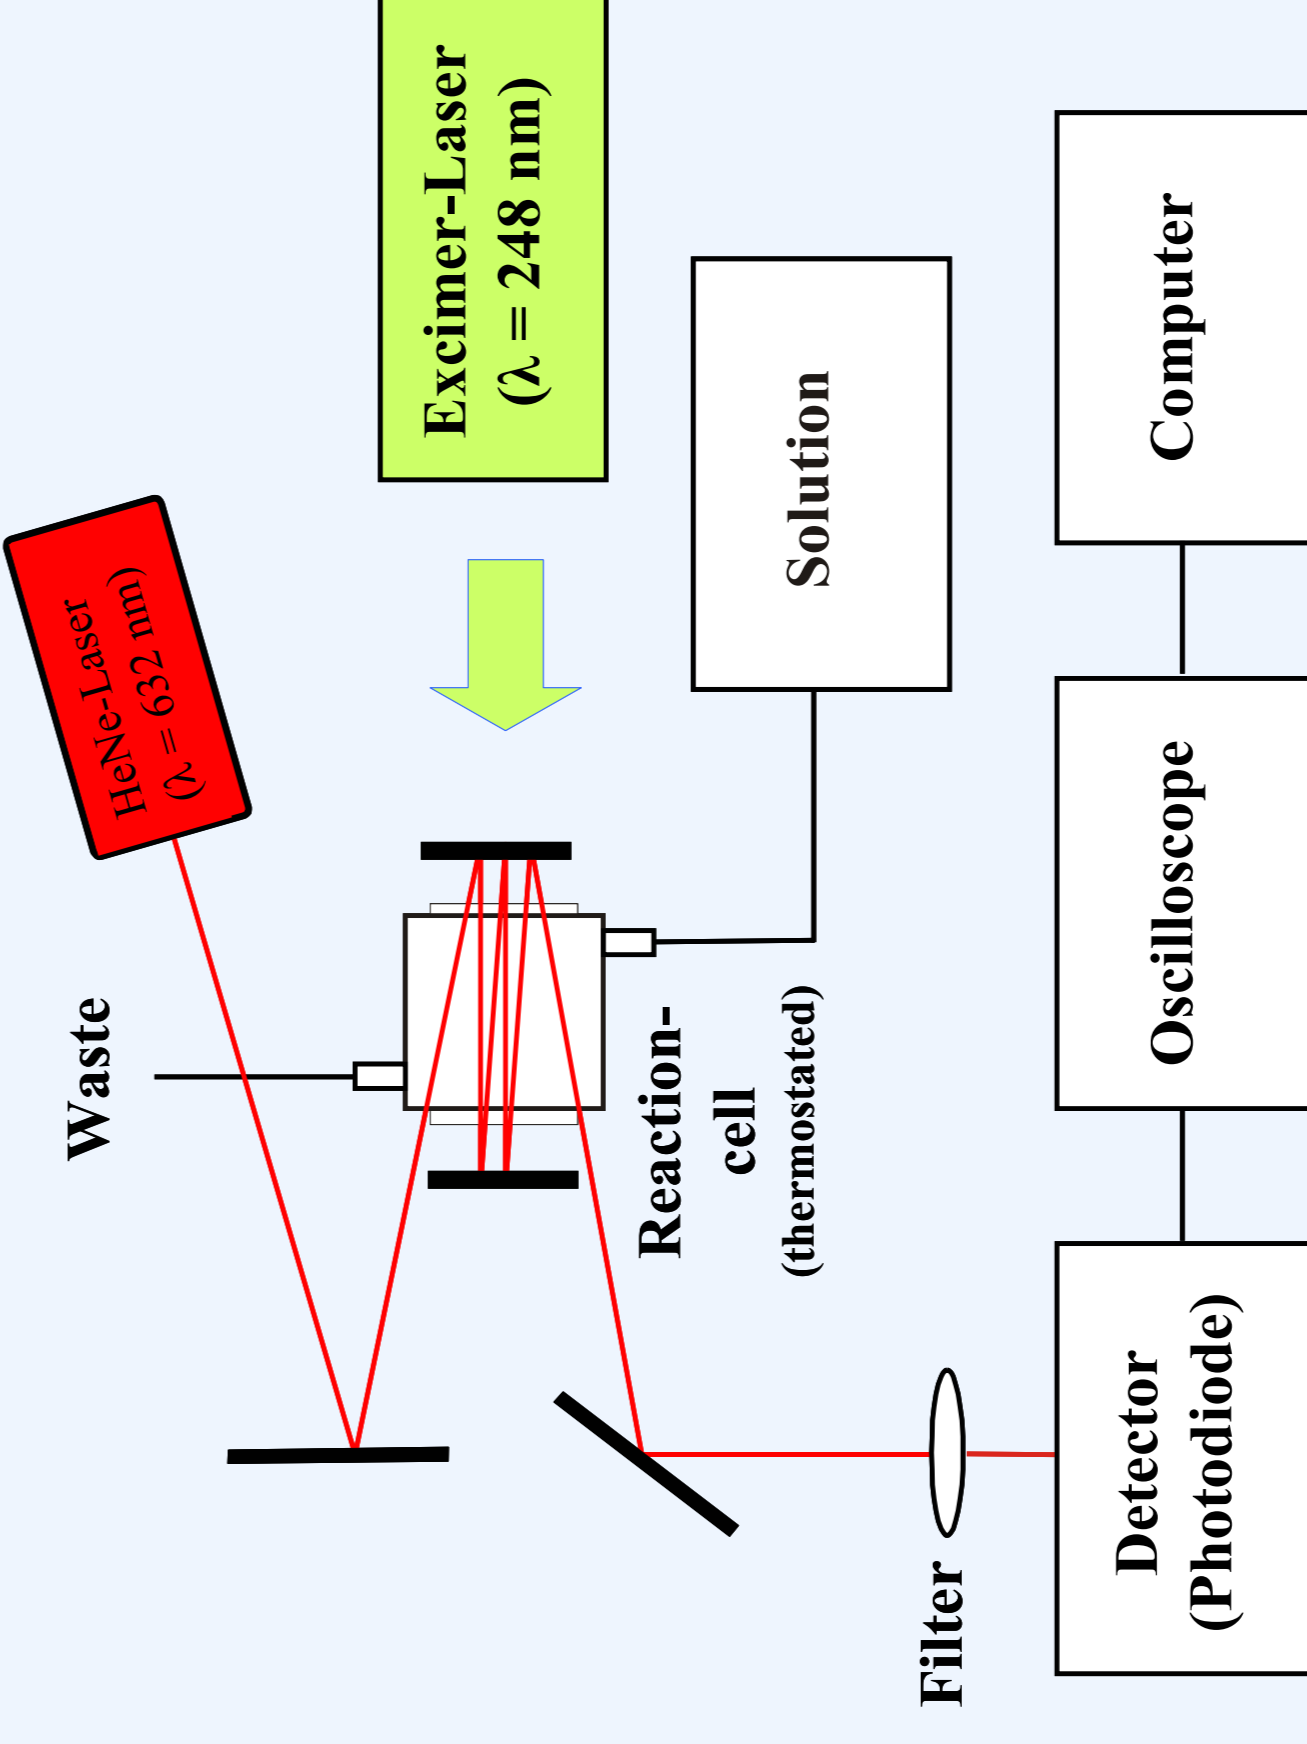 HeNe-Laser
(λ = 632 nm)
Waste
Excimer-Laser
(λ = 248 nm)
Reaction-
cell
(thermostated)
Solution
Filter
Detector
(Photodiode)
Oscilloscope
Computer